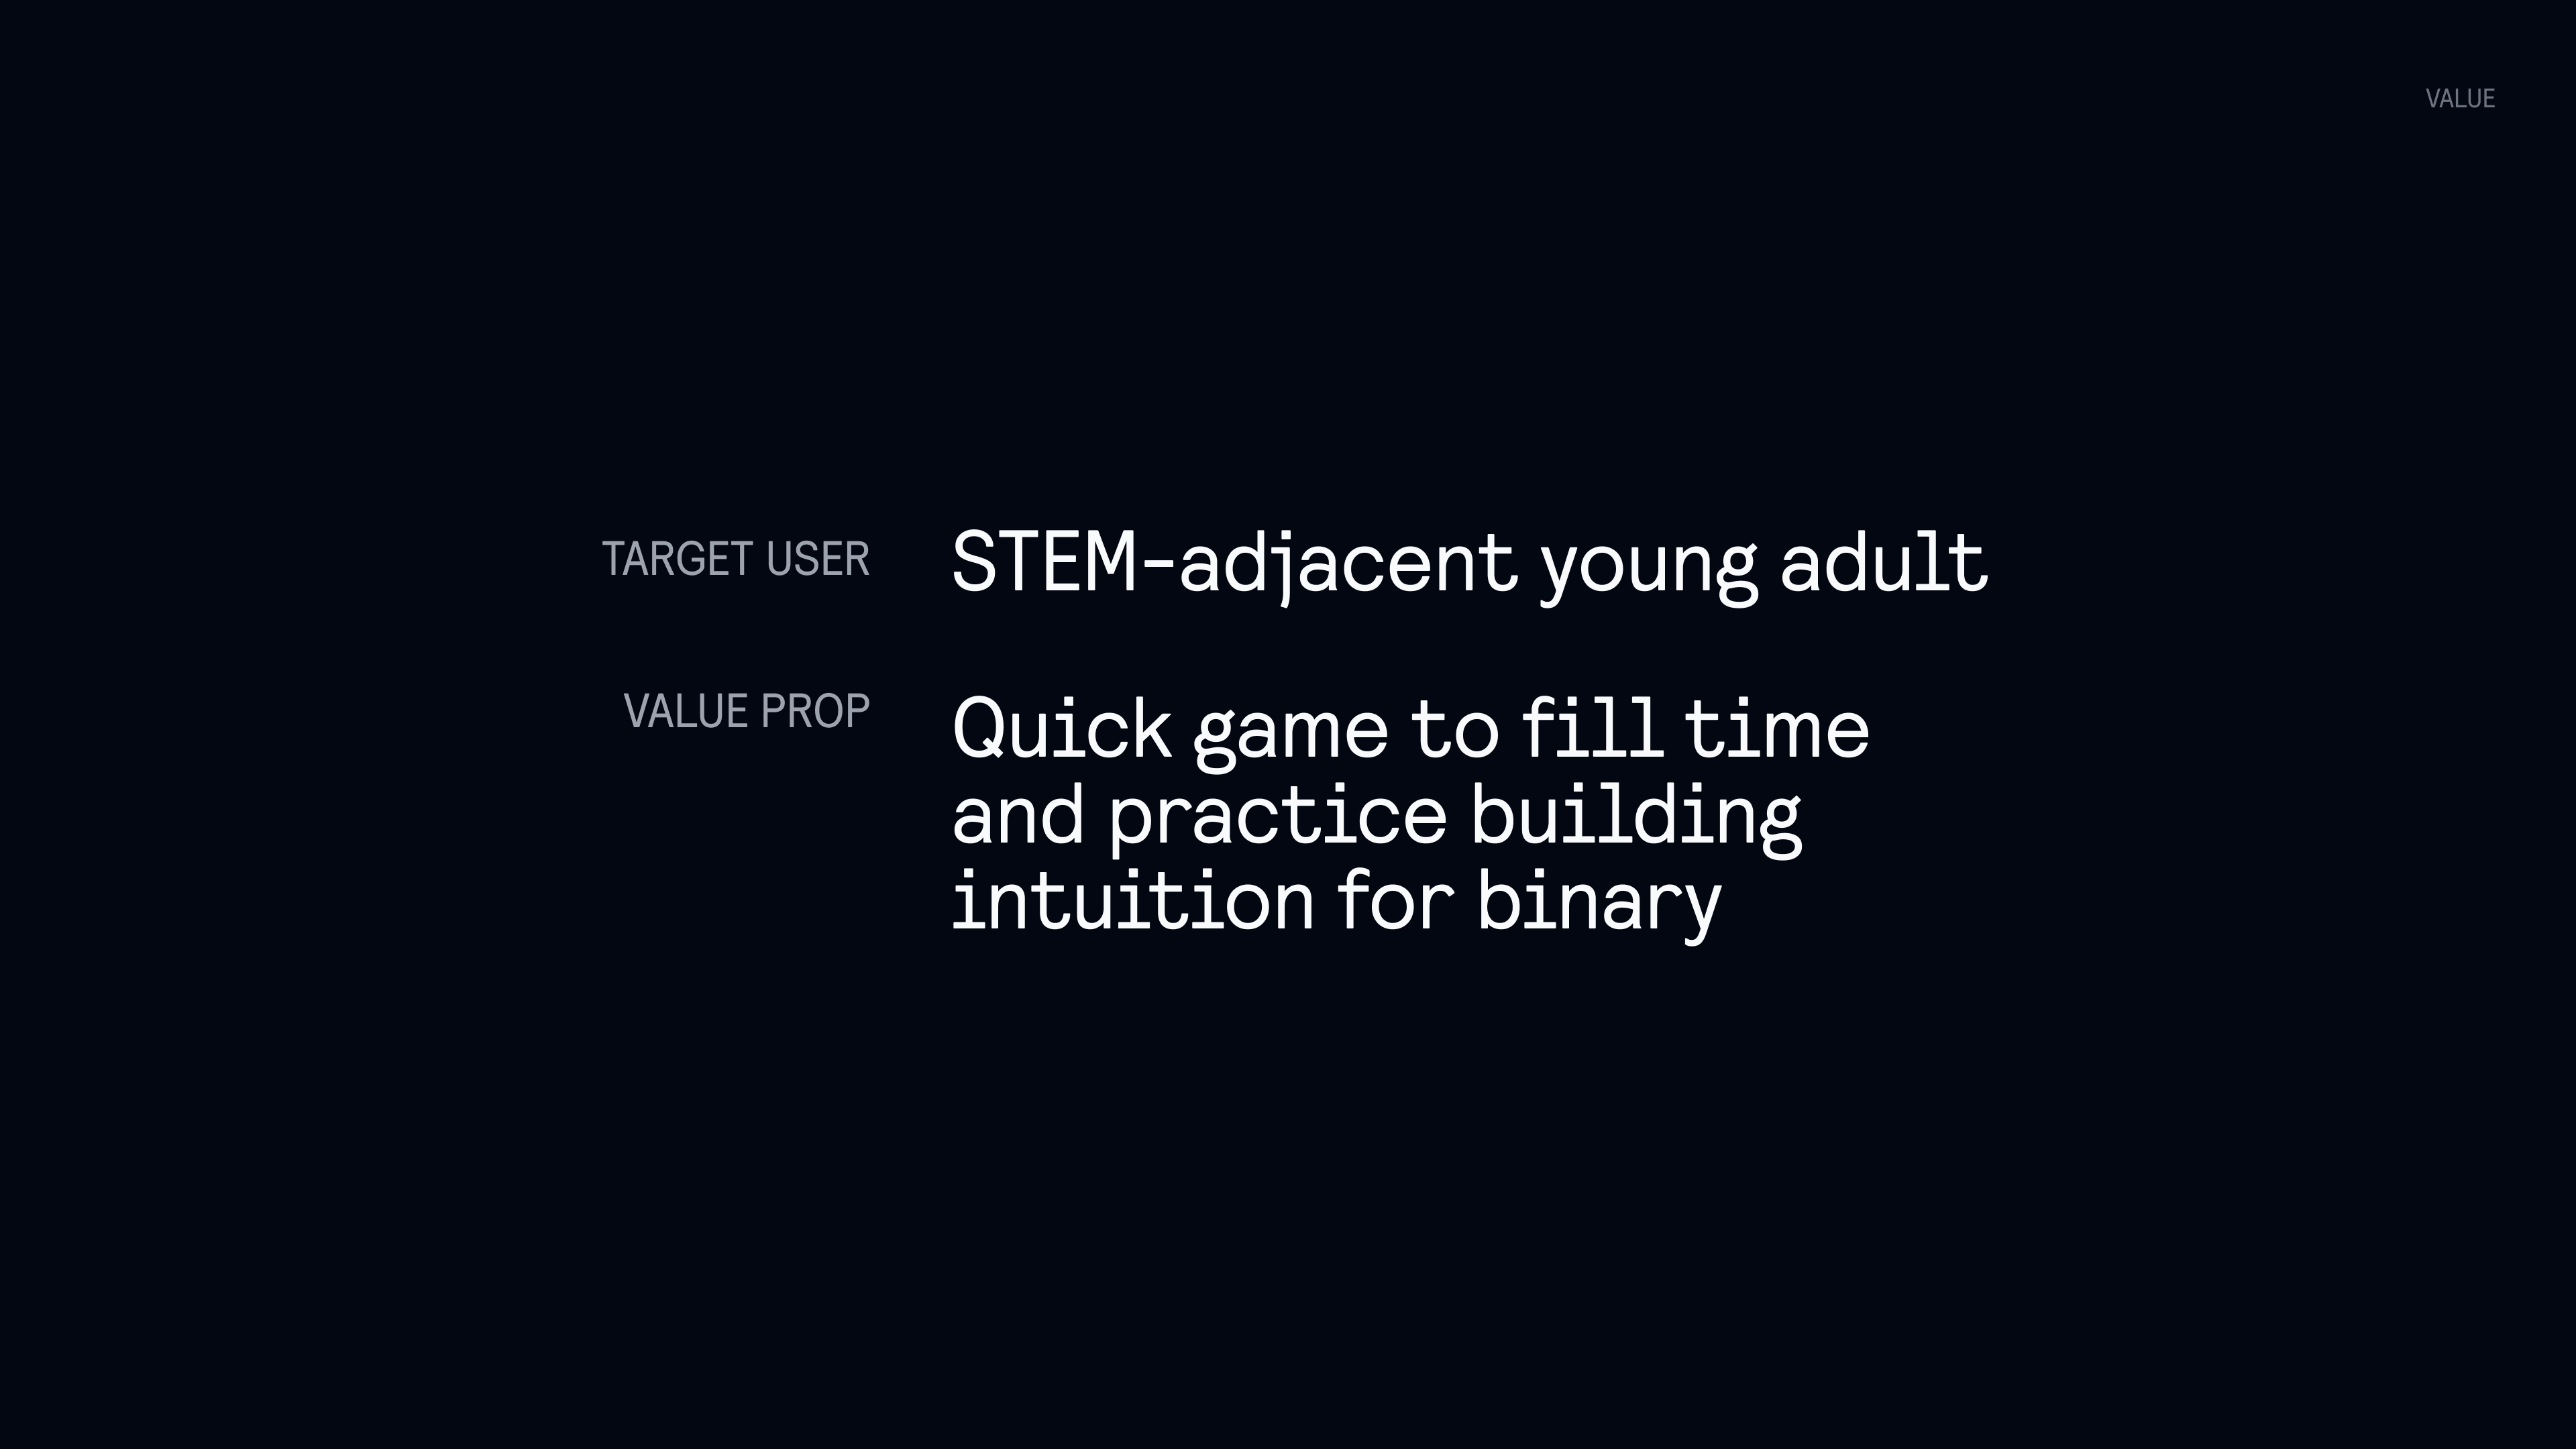 VALUE
TARGET USER
STEM-adjacent young adult
VALUE PROP
Quick game to fill time
and practice building
intuition for binary